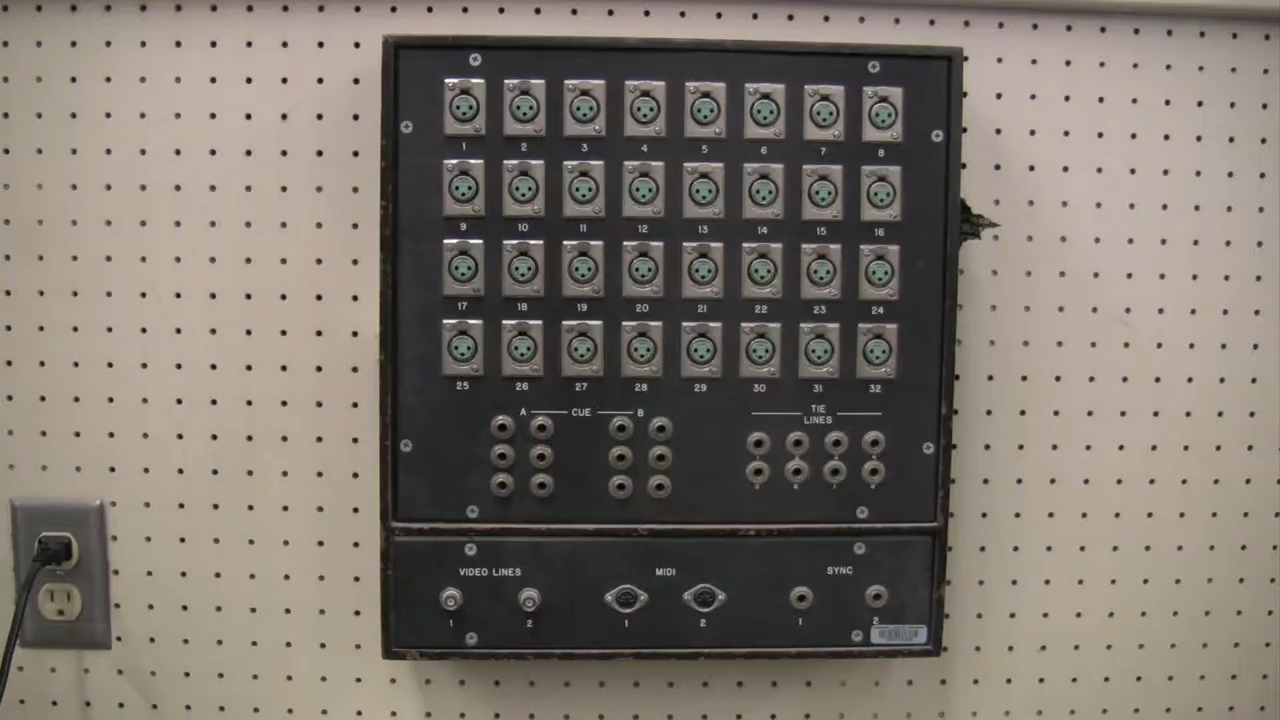 1 2 3 4 5 6 7 8
9 10 11 12 13 14 15 16
17 18 19 20 21 22 23 24
25 26 27 28 29 30 31 32
A CUE B
TIE
LINES
VIDEO LINES MIDI SYNC
1 2 1 2 1 2